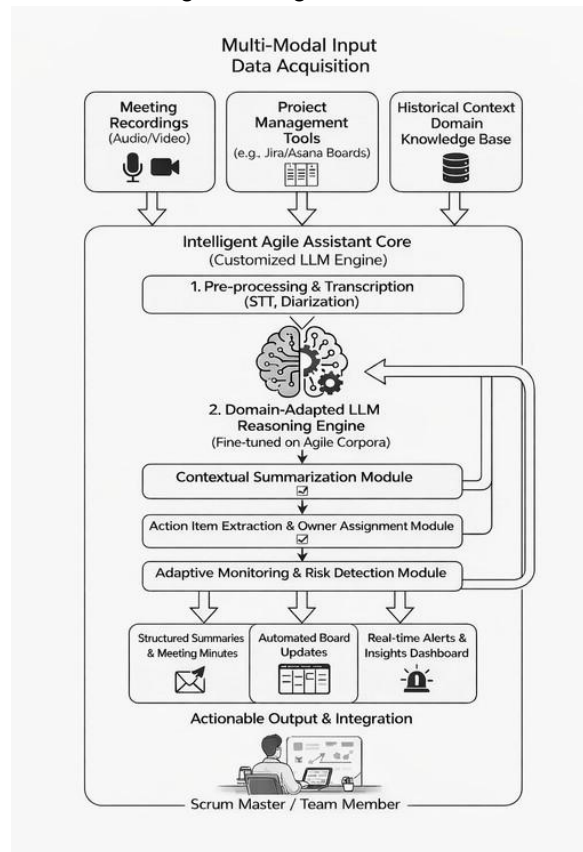 Multi-Modal Input
Data Acquisition
Meeting
Recordings
(Audio/Video)
Project
Management
Tools
(e.g., Jira/Asana Boards)
Historical Context
Domain
Knowledge Base
Intelligent Agile Assistant Core
(Customized LLM Engine)
1. Pre-processing & Transcription
(STT, Diarization)
2. Domain-Adapted LLM
Reasoning Engine
(Fine-tuned on Agile Corpora)
Contextual Summarization Module
Action Item Extraction & Owner Assignment Module
Adaptive Monitoring & Risk Detection Module
Structured Summaries
& Meeting Minutes
Automated Board
Updates
Real-time Alerts &
Insights Dashboard
Actionable Output & Integration
Scrum Master / Team Member